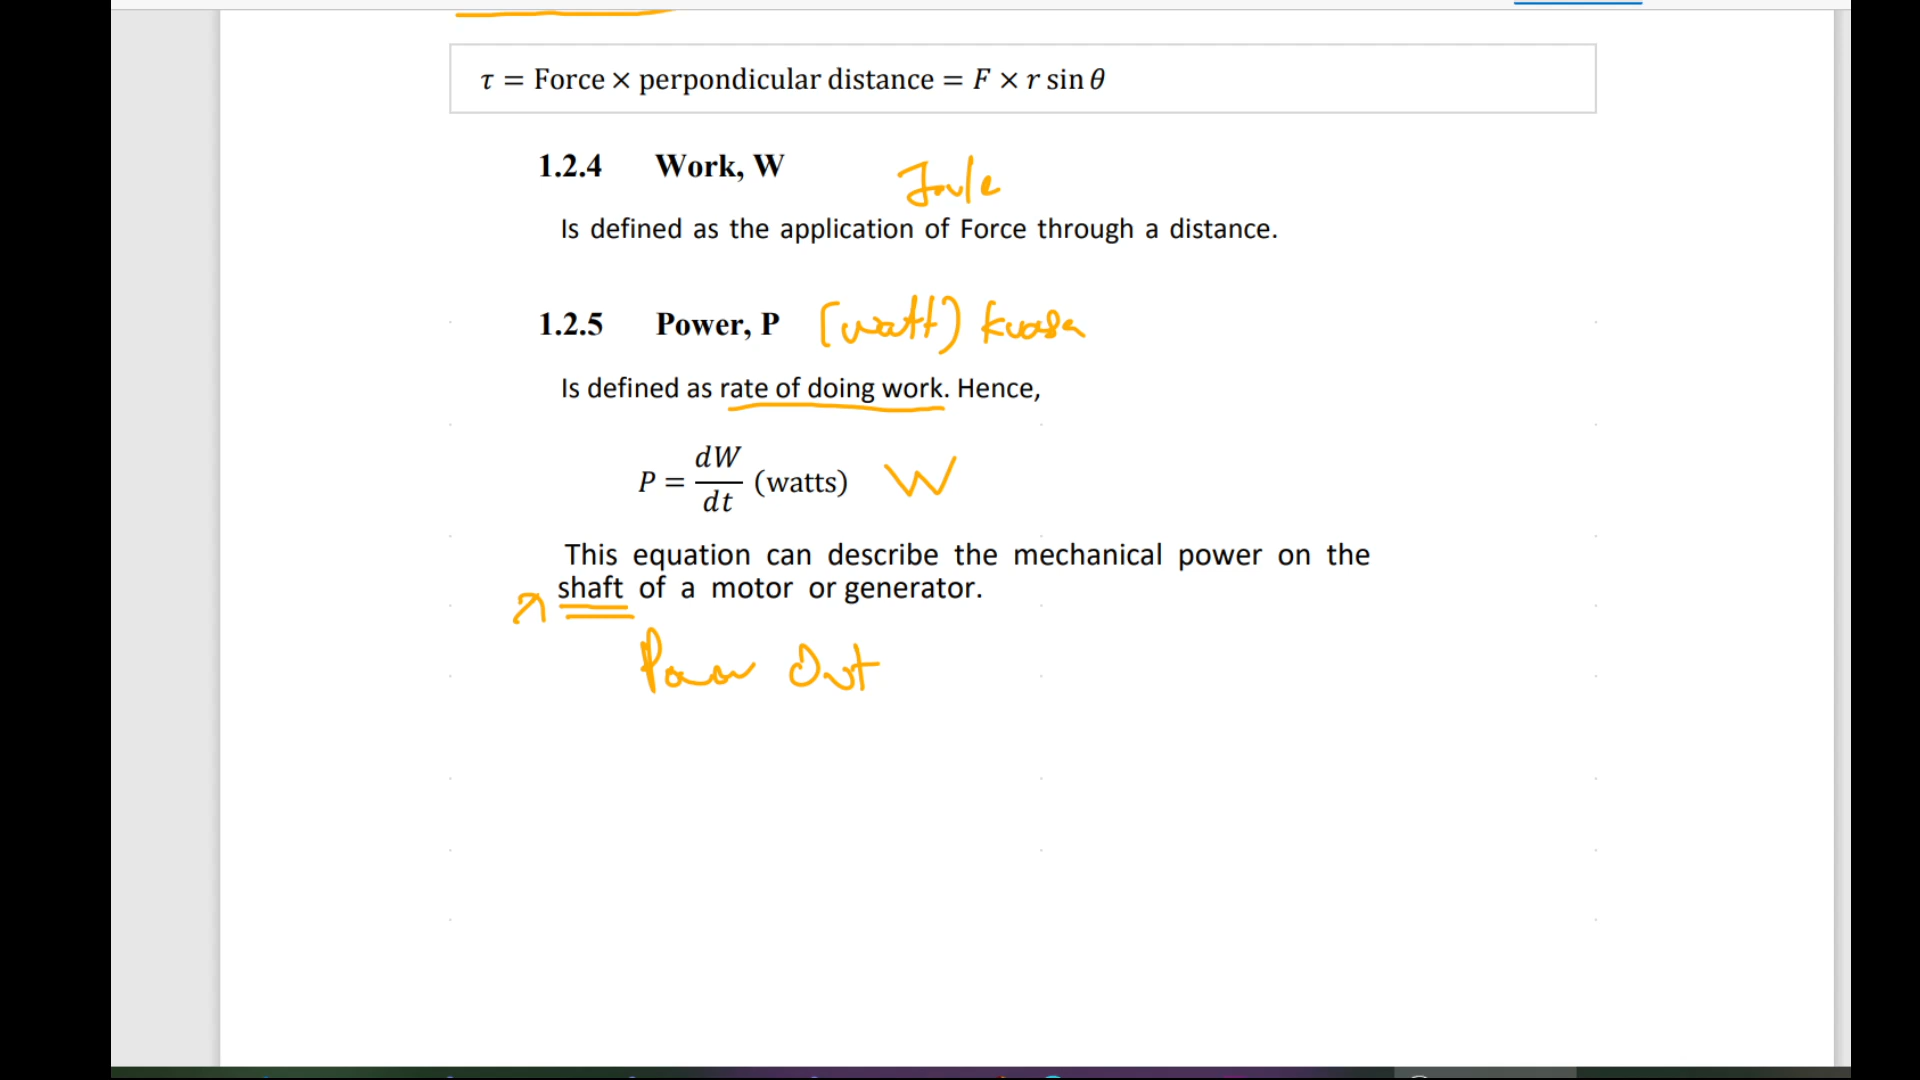 τ = Force × perpondicular distance = F × r sin θ
1.2.4 Work, W
Joule
Is defined as the application of Force through a distance.
1.2.5 Power, P (watt) kuasa
Is defined as rate of doing work. Hence,
P = dW/dt (watts) W
This equation can describe the mechanical power on the
shaft of a motor or generator.
Power Out